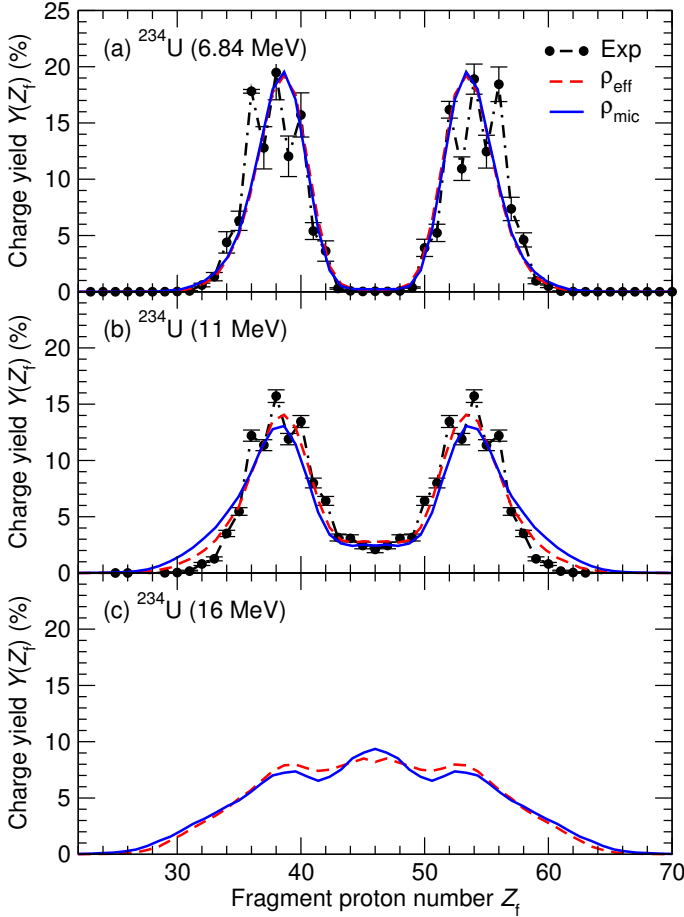 25
(a) ²³⁴U (6.84 MeV)
Exp
ρeff
ρmic
20
15
10
5
0
Charge yield Y(Zf) (%)
(b) ²³⁴U (11 MeV)
20
15
10
5
0
Charge yield Y(Zf) (%)
(c) ²³⁴U (16 MeV)
20
15
10
5
0
Charge yield Y(Zf) (%)
30 40 50 60 70
Fragment proton number Zf